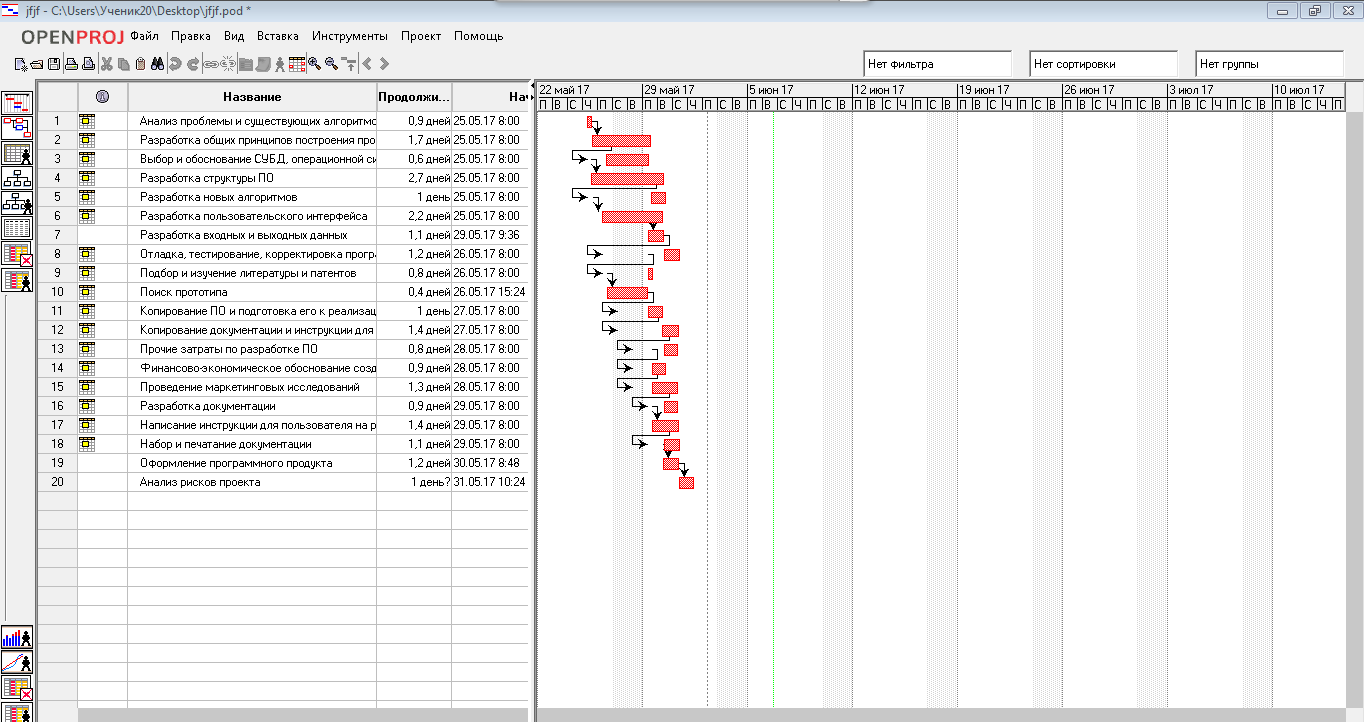 jfjf - C:\Users\Ученик20\Desktop\jfjf.pod *
OPENPROJ Файл Правка Вид Вставка Инструменты Проект Помощь
Нет фильтра Нет сортировки Нет группы
Название Продолжи... Нач
22 май 17 29 май 17 5 июн 17 12 июн 17 19 июн 17 26 июн 17 3 июл 17 10 июл 17
П В С Ч П С В П В С Ч П С В П В С Ч П С В П В С Ч П С В П В С Ч П С В П В С Ч П С В П В С Ч П С В П В С Ч П
1 Анализ проблемы и существующих алгоритмо 0,9 дней 25.05.17 8:00
2 Разработка общих принципов построения про 1,7 дней 25.05.17 8:00
3 Выбор и обоснование СУБД, операционной си 0,6 дней 25.05.17 8:00
4 Разработка структуры ПО 2,7 дней 25.05.17 8:00
5 Разработка новых алгоритмов 1 день 25.05.17 8:00
6 Разработка пользовательского интерфейса 2,2 дней 25.05.17 8:00
7 Разработка входных и выходных данных 1,1 дней 29.05.17 9:36
8 Отладка, тестирование, корректировка прогр 1,2 дней 26.05.17 8:00
9 Подбор и изучение литературы и патентов 0,8 дней 26.05.17 8:00
10 Поиск прототипа 0,4 дней 26.05.17 15:24
11 Копирование ПО и подготовка его к реализац 1 день 27.05.17 8:00
12 Копирование документации и инструкции для 1,4 дней 27.05.17 8:00
13 Прочие затраты по разработке ПО 0,8 дней 28.05.17 8:00
14 Финансово-экономическое обоснование созд 0,9 дней 28.05.17 8:00
15 Проведение маркетинговых исследований 1,3 дней 28.05.17 8:00
16 Разработка документации 0,9 дней 29.05.17 8:00
17 Написание инструкции для пользователя на р 1,4 дней 29.05.17 8:00
18 Набор и печатание документации 1,1 дней 29.05.17 8:00
19 Оформление программного продукта 1,2 дней 30.05.17 8:48
20 Анализ рисков проекта 1 день? 31.05.17 10:24